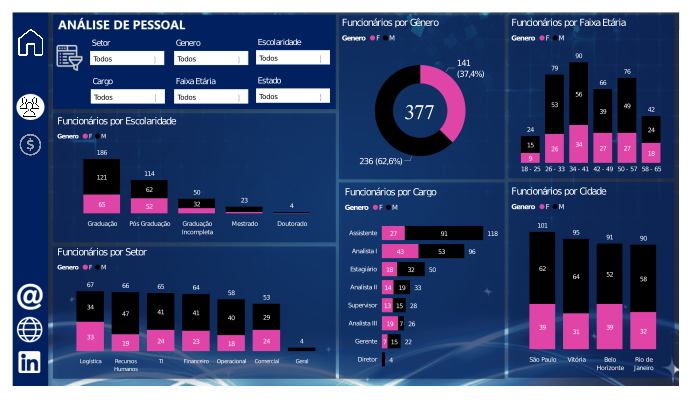 ANÁLISE DE PESSOAL
Setor
Genero
Escolaridade
Todos
Todos
Todos
Cargo
Faixa Etária
Estado
Todos
Todos
Todos
Funcionários por Escolaridade
Genero F M
186
121
65
114
62
52
50
32
23
4
Graduação
Pós Graduação
Graduação Incompleta
Mestrado
Doutorado
Funcionários por Setor
Genero F M
67 66 65 64 58 53 4
34 47 41 41 40 29
33 19 24 23 18 24
Logística
Recursos Humanos
TI
Financeiro
Operacional
Comercial
Geral
Funcionários por Gênero
Genero F M
141
(37,4%)
377
236 (62,6%)
Funcionários por Cargo
Genero F M
Assistente 27 91 118
Analista I 43 53 96
Estagiário 18 32 50
Analista II 14 19 33
Supervisor 13 15 28
Analista III 19 7 26
Gerente 7 15 22
Diretor 4
Funcionários por Faixa Etária
Genero F M
24 79 90 66 76 42
15 53 56 39 49 24
9 26 34 27 27 18
18 - 25 26 - 33 34 - 41 42 - 49 50 - 57 58 - 65
Funcionários por Cidade
Genero F M
101 95 91 90
62 64 52 58
39 31 39 32
São Paulo
Vitória
Belo Horizonte
Rio de Janeiro
$
@
in